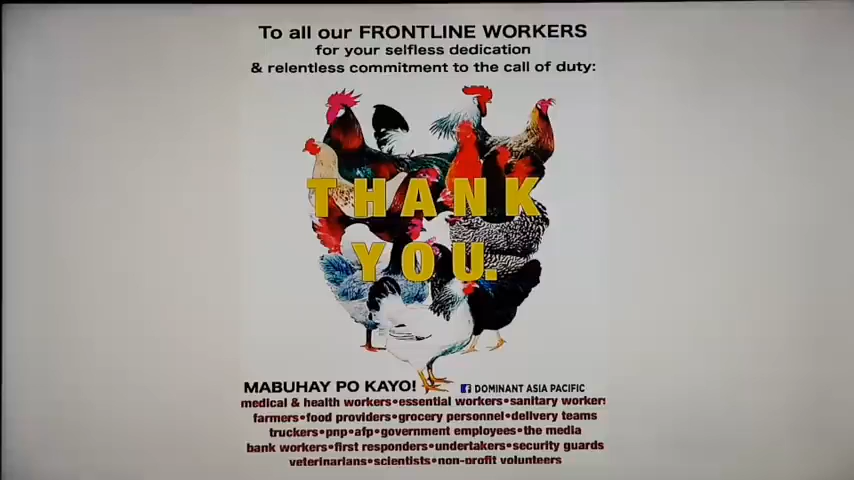 To all our FRONTLINE WORKERS
for your selfless dedication
& relentless commitment to the call of duty:
THANK
YOU.
MABUHAY PO KAYO!
DOMINANT ASIA PACIFIC
medical & health workers•essential workers•sanitary workers
farmers•food providers•grocery personnel•delivery teams
truckers•pnp•afp•government employees•the media
bank workers•first responders•undertakers•security guards
veterinarians•scientists•non-profit volunteers